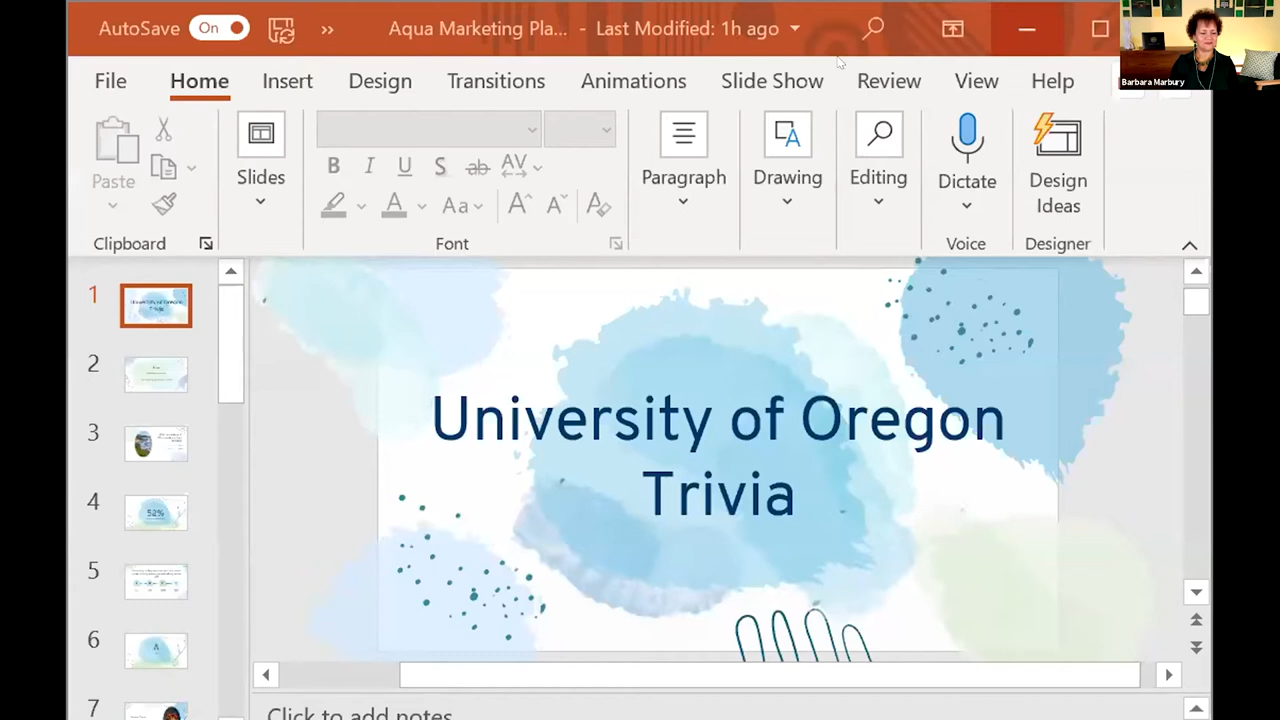 AutoSave On Aqua Marketing Pla... - Last Modified: 1h ago
Barbara Marbury
File Home Insert Design Transitions Animations Slide Show Review View Help
Paste
Slides
B I U S ab AV
A Aa A A A
Paragraph
Drawing
Editing
Dictate
Design
Ideas
Clipboard
Font
Voice
Designer
1
2
3
4
52%
5
6
A
7
University of Oregon
Trivia
Click to add notes